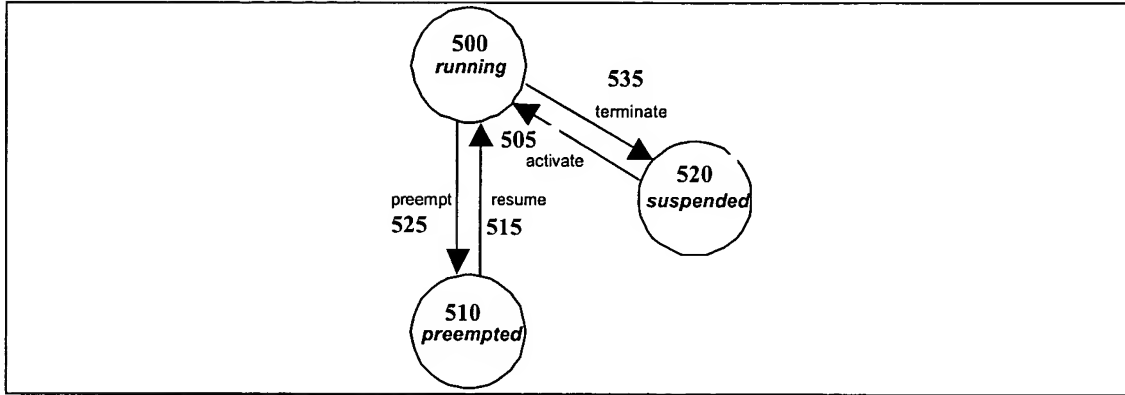 500
running
535
terminate
505
activate
520
suspended
preempt
525
resume
515
510
preempted